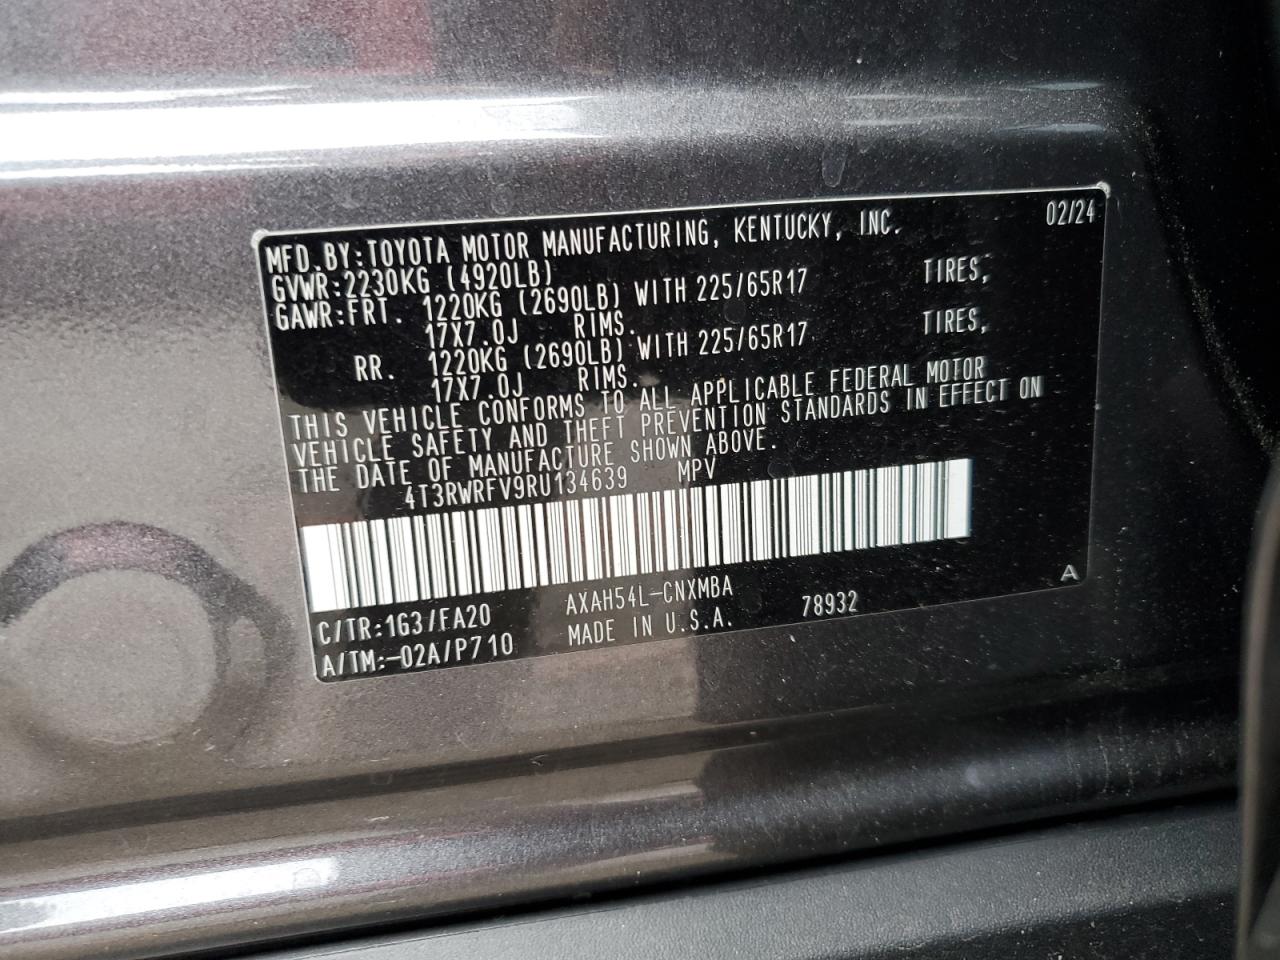 MFD.BY:TOYOTA MOTOR MANUFACTURING, KENTUCKY, INC. 02/24
GVWR:2230KG (4920LB)
GAWR:FRT. 1220KG (2690LB) WITH 225/65R17 TIRES,
17X7.0J RIMS.
RR. 1220KG (2690LB) WITH 225/65R17 TIRES,
17X7.0J RIMS.
THIS VEHICLE CONFORMS TO ALL APPLICABLE FEDERAL MOTOR
VEHICLE SAFETY AND THEFT PREVENTION STANDARDS IN EFFECT ON
THE DATE OF MANUFACTURE SHOWN ABOVE.
4T3RWRFV9RU134639 MPV
C/TR:1G3/FA20 AXAH54L-CNXMBA 78932 A
A/TM:-02A/P710 MADE IN U.S.A.